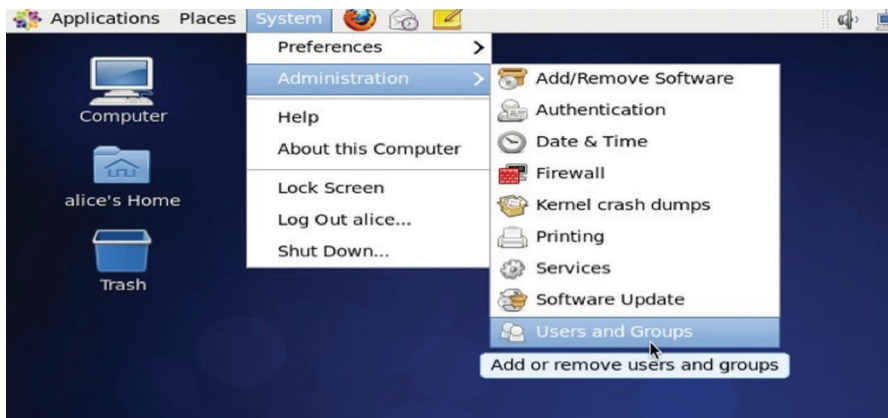 Applications Places System
Preferences
Administration
Help
About this Computer
Lock Screen
Log Out alice...
Shut Down...
Add/Remove Software
Authentication
Date & Time
Firewall
Kernel crash dumps
Printing
Services
Software Update
Users and Groups
Add or remove users and groups
Computer
alice's Home
Trash